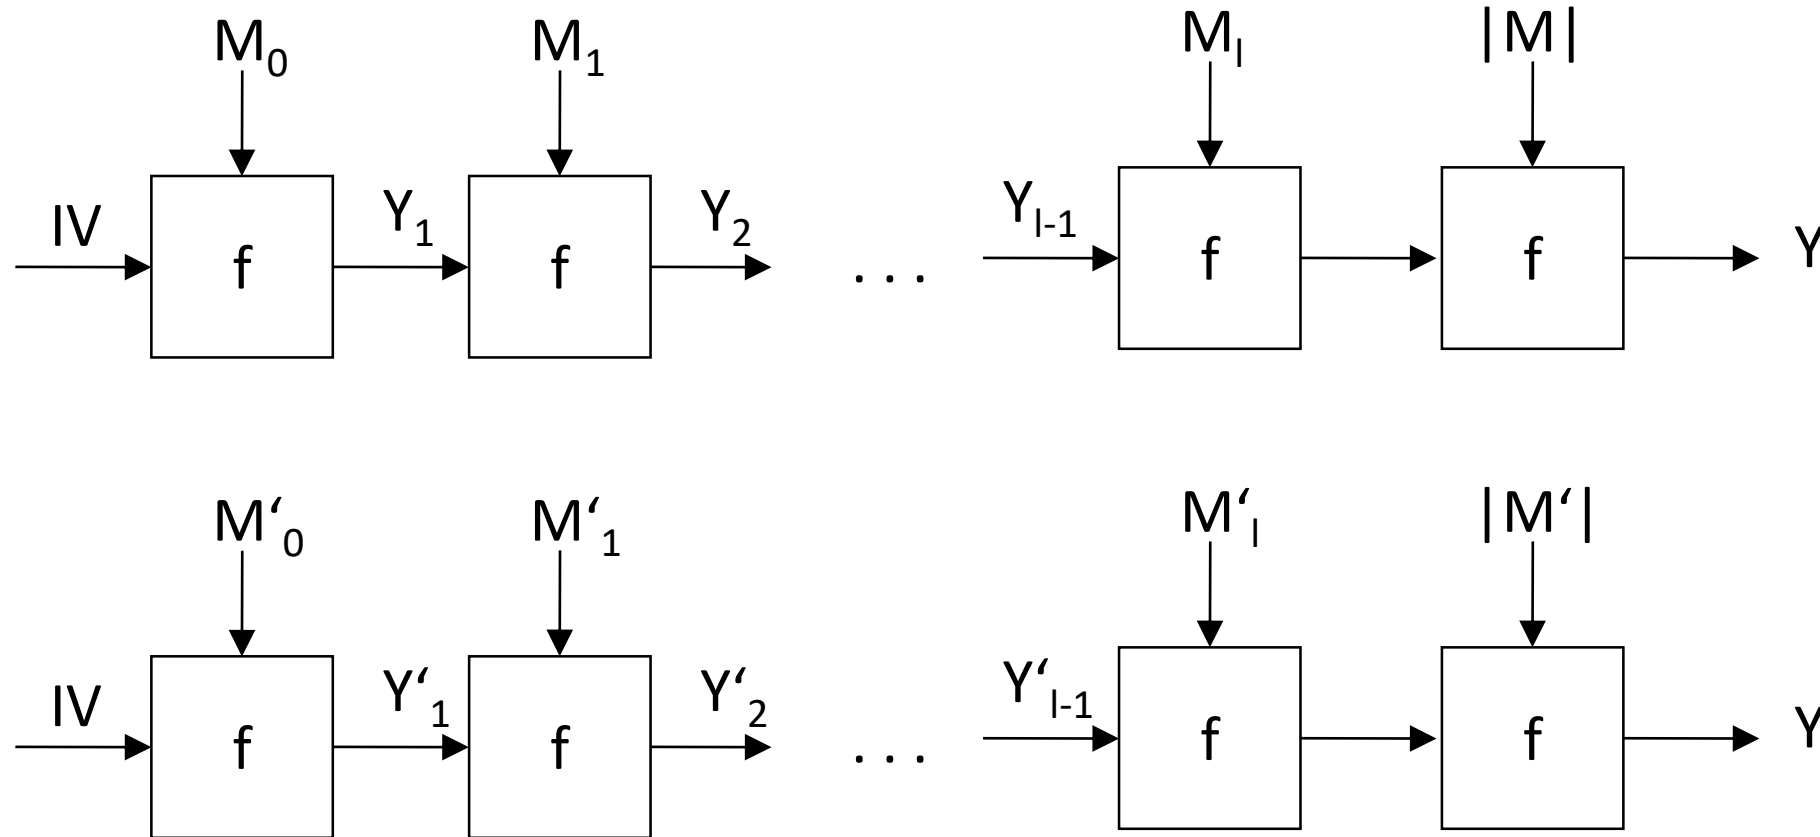 M₀ M₁ Mₗ |M|
IV Y₁ Y₂ Yₗ₋₁ Y
f f . . . f f
M‘₀ M‘₁ M‘ₗ |M‘|
IV Y‘₁ Y‘₂ Y‘ₗ₋₁ Y
f f . . . f f